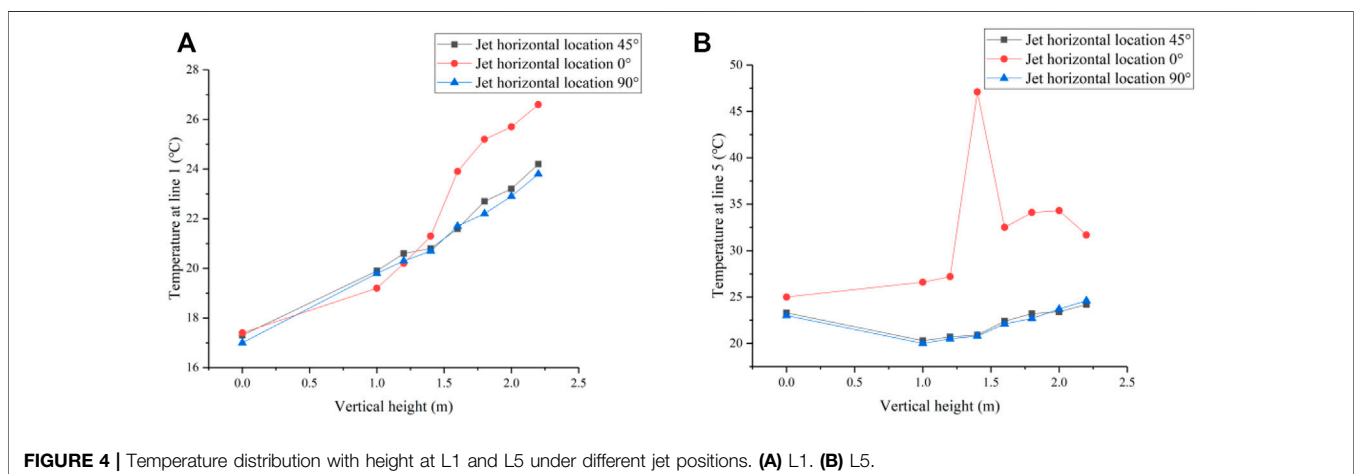 A
Jet horizontal location 45°
Jet horizontal location 0°
Jet horizontal location 90°
28
26
24
22
20
18
16
Temperature at line 1 (℃)
0.0 0.5 1.0 1.5 2.0 2.5
Vertical height (m)
B
Jet horizontal location 45°
Jet horizontal location 0°
Jet horizontal location 90°
50
45
40
35
30
25
20
Temperature at line 5 (℃)
0.0 0.5 1.0 1.5 2.0 2.5
Vertical height (m)
FIGURE 4 | Temperature distribution with height at L1 and L5 under different jet positions. (A) L1. (B) L5.